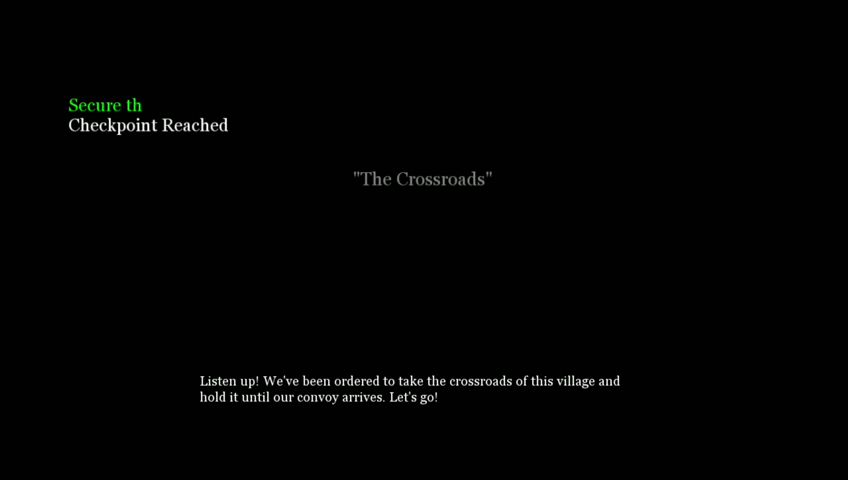 Secure th
Checkpoint Reached
"The Crossroads"
Listen up! We've been ordered to take the crossroads of this village and
hold it until our convoy arrives. Let's go!